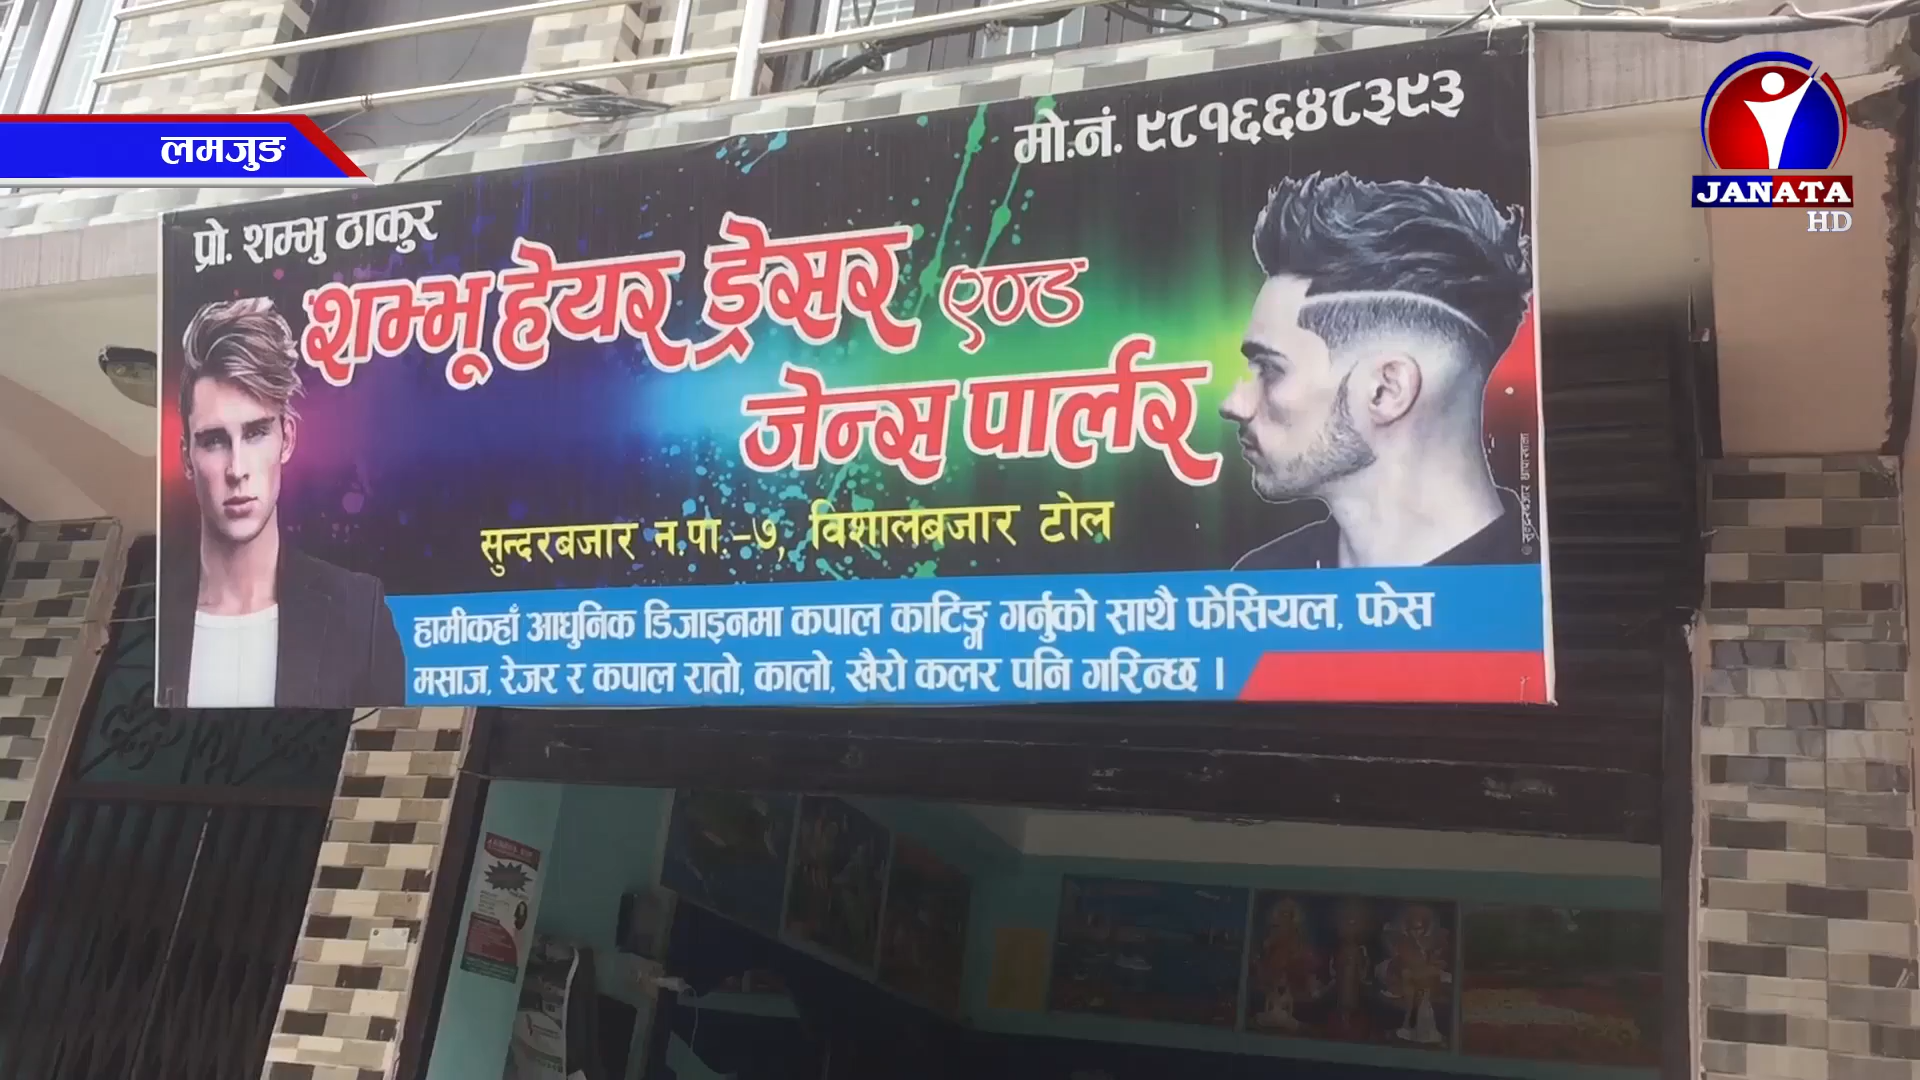 लमजुङ
JANATA
HD
मो.नं. ९८१६६४८३९३
प्रो. शम्भु ठाकुर
शम्भू हेयर ड्रेसर एण्ड
जेन्स पार्लर
सुन्दरबजार न.पा.-७, विशालबजार टोल
हामीकहाँ आधुनिक डिजाइनमा कपाल काटिङ्ग गर्नुको साथै फेसियल, फेस
मसाज, रेजर र कपाल रातो, कालो, खैरो कलर पनि गरिन्छ ।